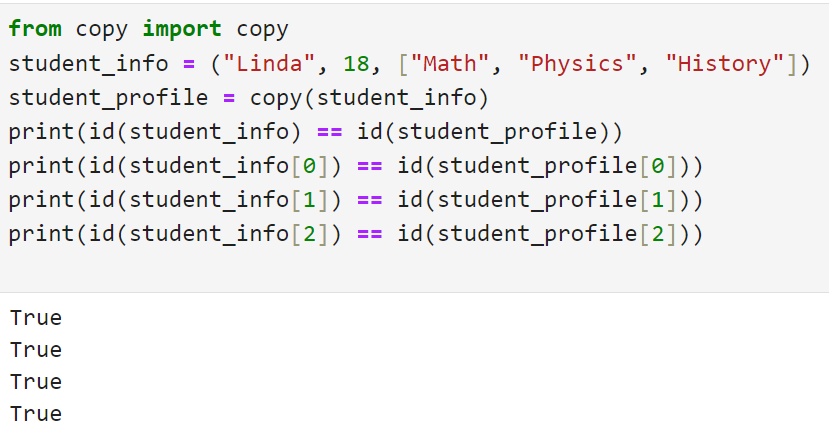 from copy import copy
student_info = ("Linda", 18, ["Math", "Physics", "History"])
student_profile = copy(student_info)
print(id(student_info) == id(student_profile))
print(id(student_info[0]) == id(student_profile[0]))
print(id(student_info[1]) == id(student_profile[1]))
print(id(student_info[2]) == id(student_profile[2]))
True
True
True
True